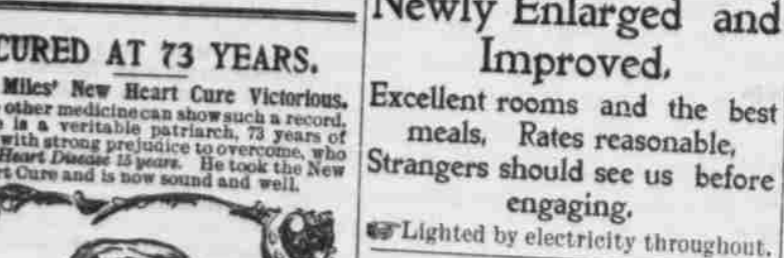 CURED AT 73 YEARS.
Miles' New Heart Cure Victorious.
other medicine can show such a record.
is a veritable patriarch, 73 years of
with strong prejudice to overcome, who
Heart Disease 15 years. He took the New
Cure and is now sound and well.
Newly Enlarged and
Improved.
Excellent rooms and the best
meals. Rates reasonable.
Strangers should see us before
engaging.
☞Lighted by electricity throughout.